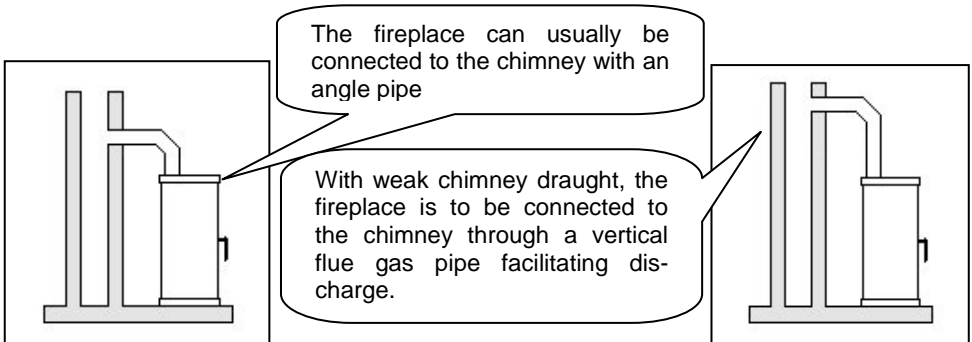 The fireplace can usually be
connected to the chimney with an
angle pipe
With weak chimney draught, the
fireplace is to be connected to
the chimney through a vertical
flue gas pipe facilitating dis-
charge.